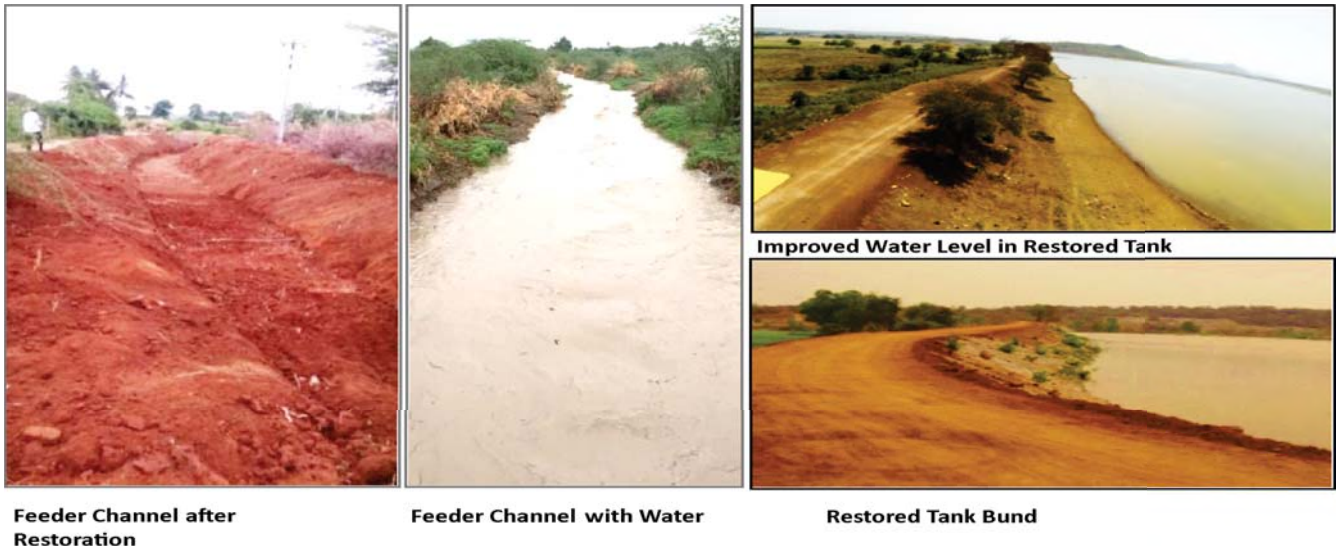 Improved Water Level in Restored Tank
Feeder Channel after
Restoration
Feeder Channel with Water
Restored Tank Bund